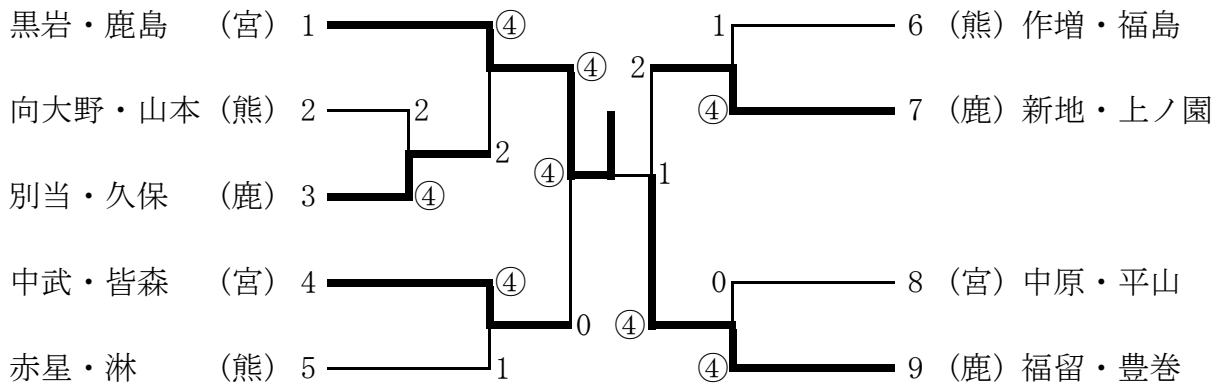 黒岩・鹿島 (宮) 1 ④
④
2 1 6 (熊) 作増・福島
向大野・山本 (熊) 2 2
④ 7 (鹿) 新地・上ノ園
2
④ 1
別当・久保 (鹿) 3 ④
中武・皆森 (宮) 4 ④
0 8 (宮) 中原・平山
0 ④
赤星・淋 (熊) 5 1
④ 9 (鹿) 福留・豊巻